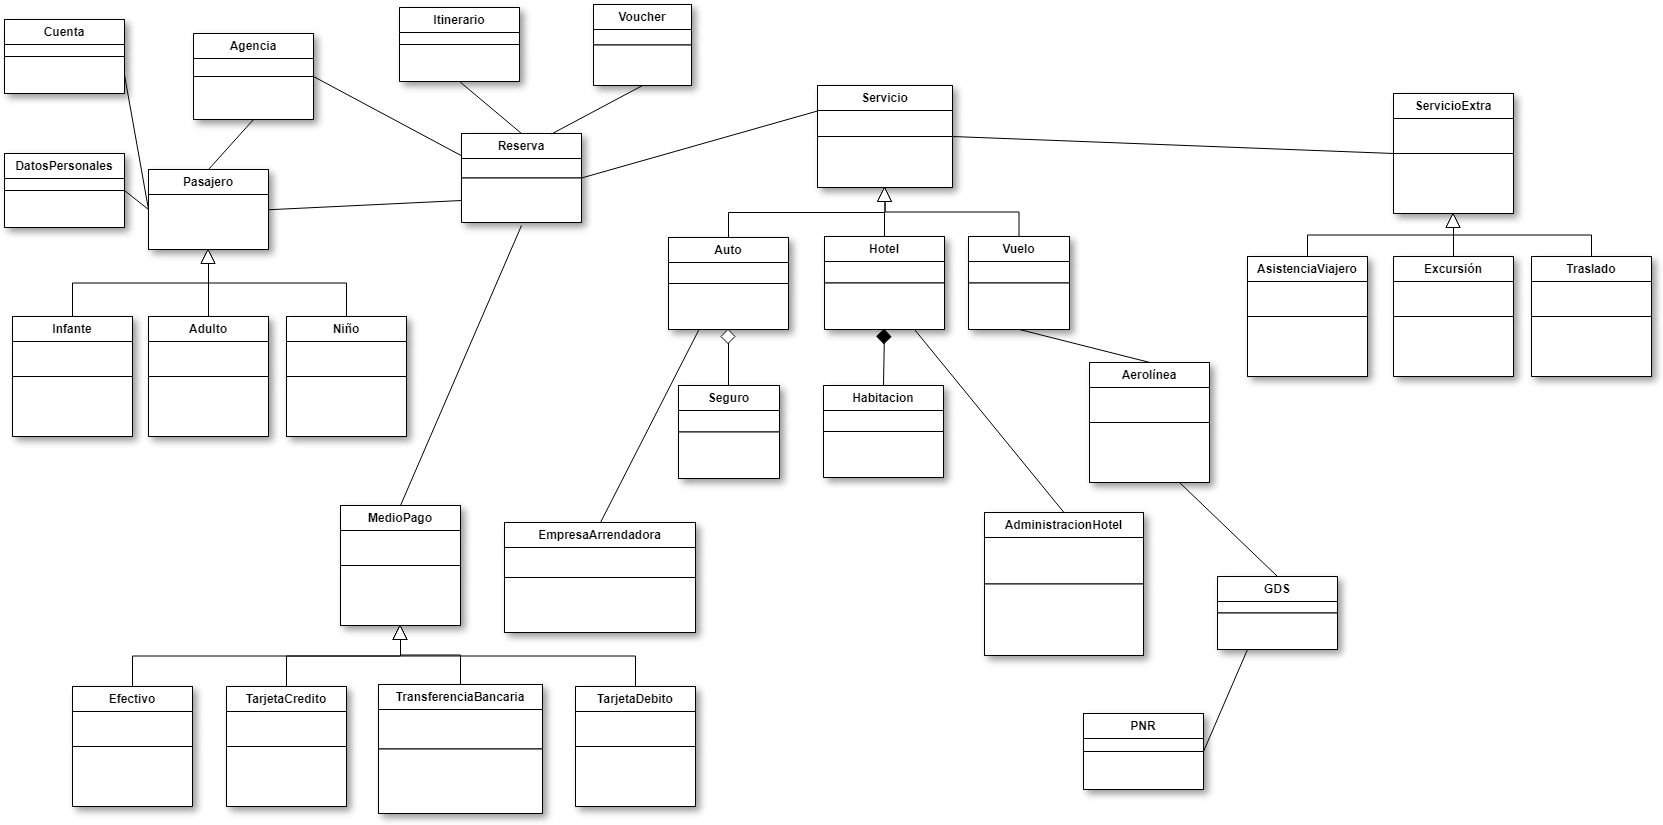 Cuenta
Agencia
Itinerario
Voucher
Servicio
ServicioExtra
Reserva
DatosPersonales
Pasajero
Auto
Hotel
Vuelo
AsistenciaViajero
Excursión
Traslado
Infante
Adulto
Niño
Aerolínea
Seguro
Habitacion
MedioPago
EmpresaArrendadora
AdministracionHotel
GDS
Efectivo
TarjetaCredito
TransferenciaBancaria
TarjetaDebito
PNR